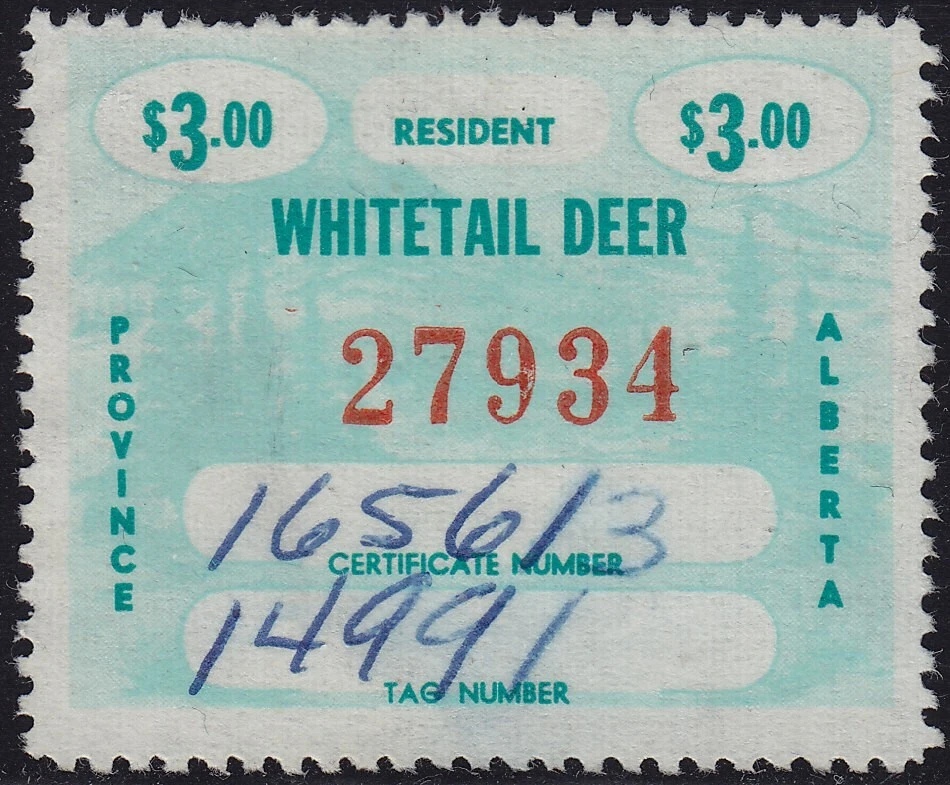 $3.00 RESIDENT $3.00
WHITETAIL DEER
27934
PROVINCE
ALBERTA
165613
CERTIFICATE NUMBER
14991
TAG NUMBER